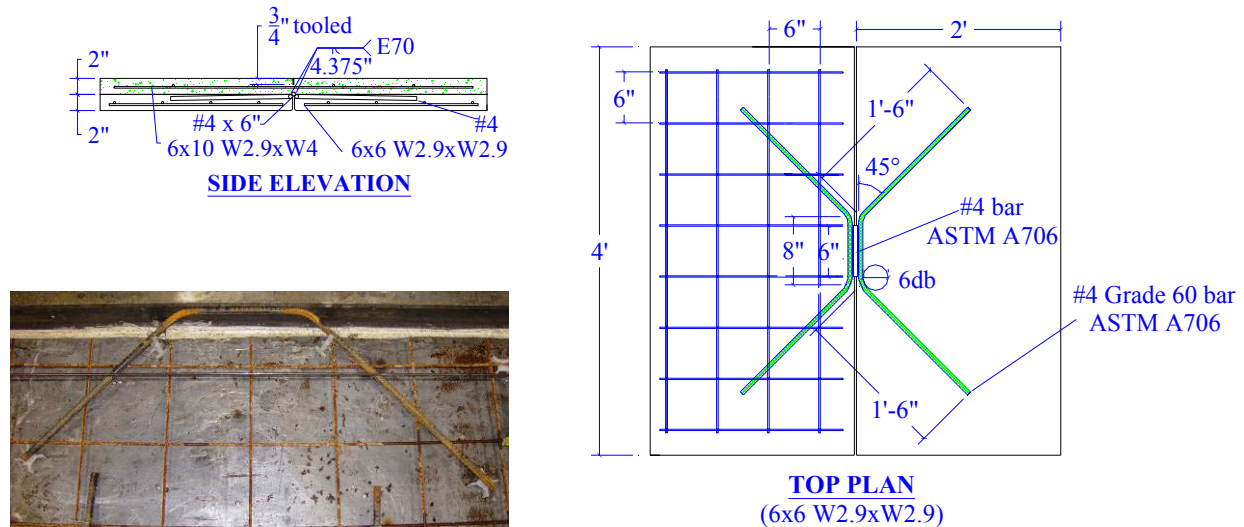 3/4" tooled
E70
2"
4.375"
2"
#4 x 6"
#4
6x10 W2.9xW4
6x6 W2.9xW2.9
SIDE ELEVATION
6"
2'
6"
1'-6"
45°
#4 bar
ASTM A706
4'
8"
6"
6db
#4 Grade 60 bar
ASTM A706
1'-6"
TOP PLAN
(6x6 W2.9xW2.9)